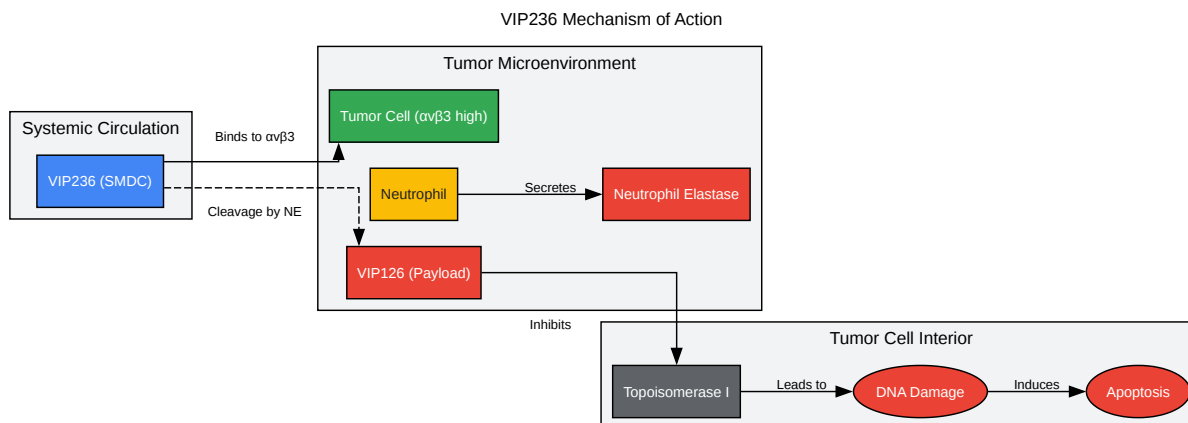 VIP236 Mechanism of Action
Tumor Microenvironment
Systemic Circulation
Tumor Cell (αvβ3 high)
Binds to αvβ3
VIP236 (SMDC)
Neutrophil
Secretes
Neutrophil Elastase
Cleavage by NE
VIP126 (Payload)
Inhibits
Tumor Cell Interior
Topoisomerase I
Leads to
DNA Damage
Induces
Apoptosis